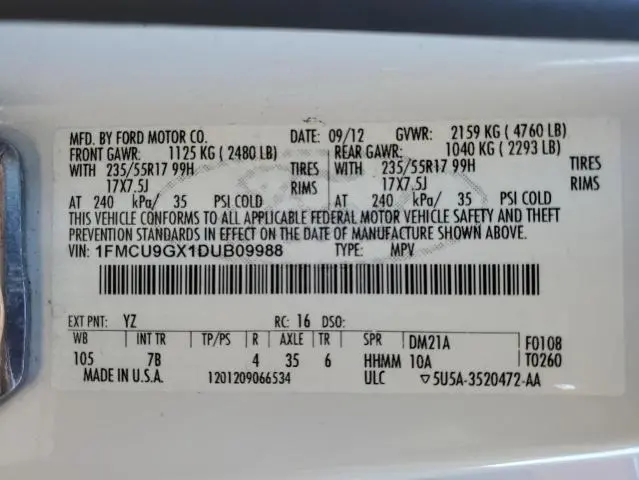 MFD. BY FORD MOTOR CO. DATE: 09/12 GVWR: 2159 KG ( 4760 LB)
FRONT GAWR: 1125 KG ( 2480 LB) REAR GAWR: 1040 KG ( 2293 LB)
WITH 235/55R17 99H TIRES WITH 235/55R17 99H TIRES
17X7.5J RIMS 17X7.5J RIMS
AT 240 kPa/ 35 PSI COLD AT 240 kPa/ 35 PSI COLD
THIS VEHICLE CONFORMS TO ALL APPLICABLE FEDERAL MOTOR VEHICLE SAFETY AND THEFT
PREVENTION STANDARDS IN EFFECT ON THE DATE OF MANUFACTURE SHOWN ABOVE.
VIN: 1FMCU9GX1DUB09988 TYPE: MPV
EXT PNT: YZ RC: 16 DSO:
WB INT TR TP/PS R AXLE TR SPR DM21A F0108
105 7B 4 35 6 HHMM 10A T0260
MADE IN U.S.A. 1201209066534 ULC ▽5U5A-3520472-AA